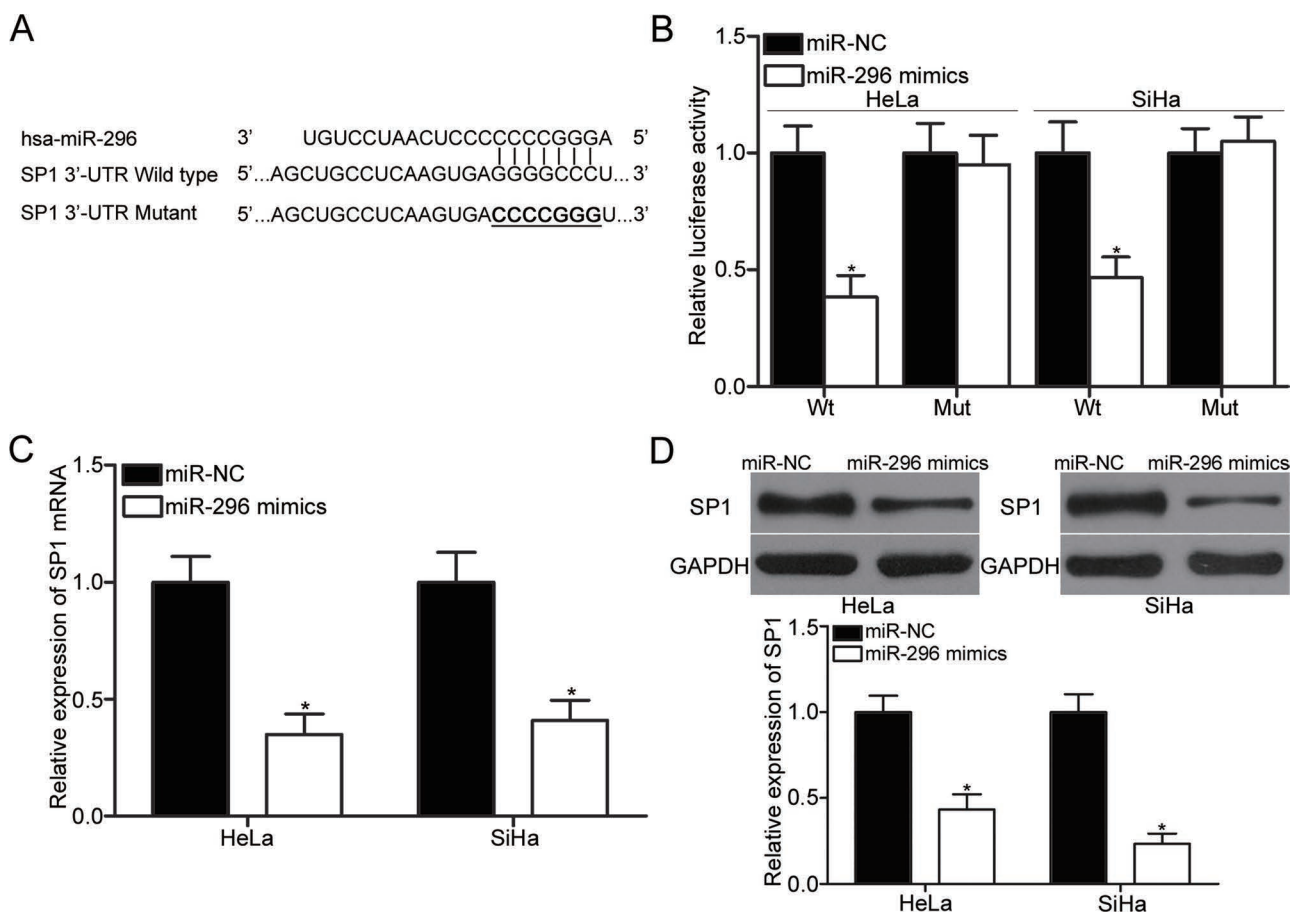 A
hsa-miR-296 3’ UGUCCUAACUCCCCCCCCGGGA 5’
SP1 3’-UTR Wild type 5’...AGCUGCCUCAAGUGAGGGGCCCU... 3’
SP1 3’-UTR Mutant 5’...AGCUGCCUCAAGUGACCCCGGGU... 3’
B
miR-NC
miR-296 mimics
HeLa SiHa
Relative luciferase activity
1.5
1.0
0.5
0.0
* *
Wt Mut Wt Mut
C
miR-NC
miR-296 mimics
Relative expression of SP1 mRNA
1.5
1.0
0.5
0.0
* *
HeLa SiHa
D
miR-NC miR-296 mimics miR-NC miR-296 mimics
SP1 SP1
GAPDH GAPDH
HeLa SiHa
miR-NC
miR-296 mimics
Relative expression of SP1
1.5
1.0
0.5
0.0
* *
HeLa SiHa